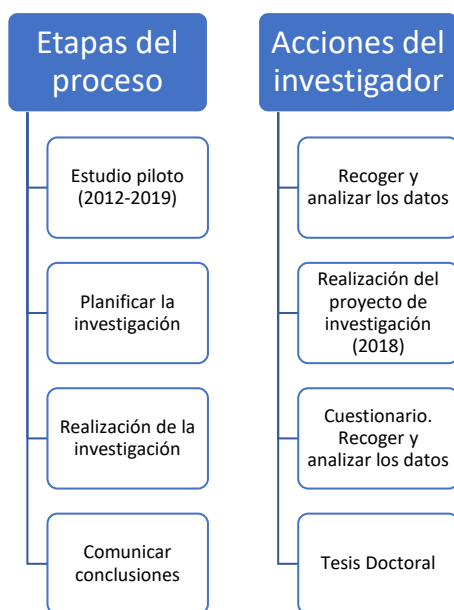 Etapas del
proceso
Estudio piloto
(2012-2019)
Planificar la
investigación
Realización de la
investigación
Comunicar
conclusiones
Acciones del
investigador
Recoger y
analizar los datos
Realización del
proyecto de
investigación
(2018)
Cuestionario.
Recoger y
analizar los datos
Tesis Doctoral